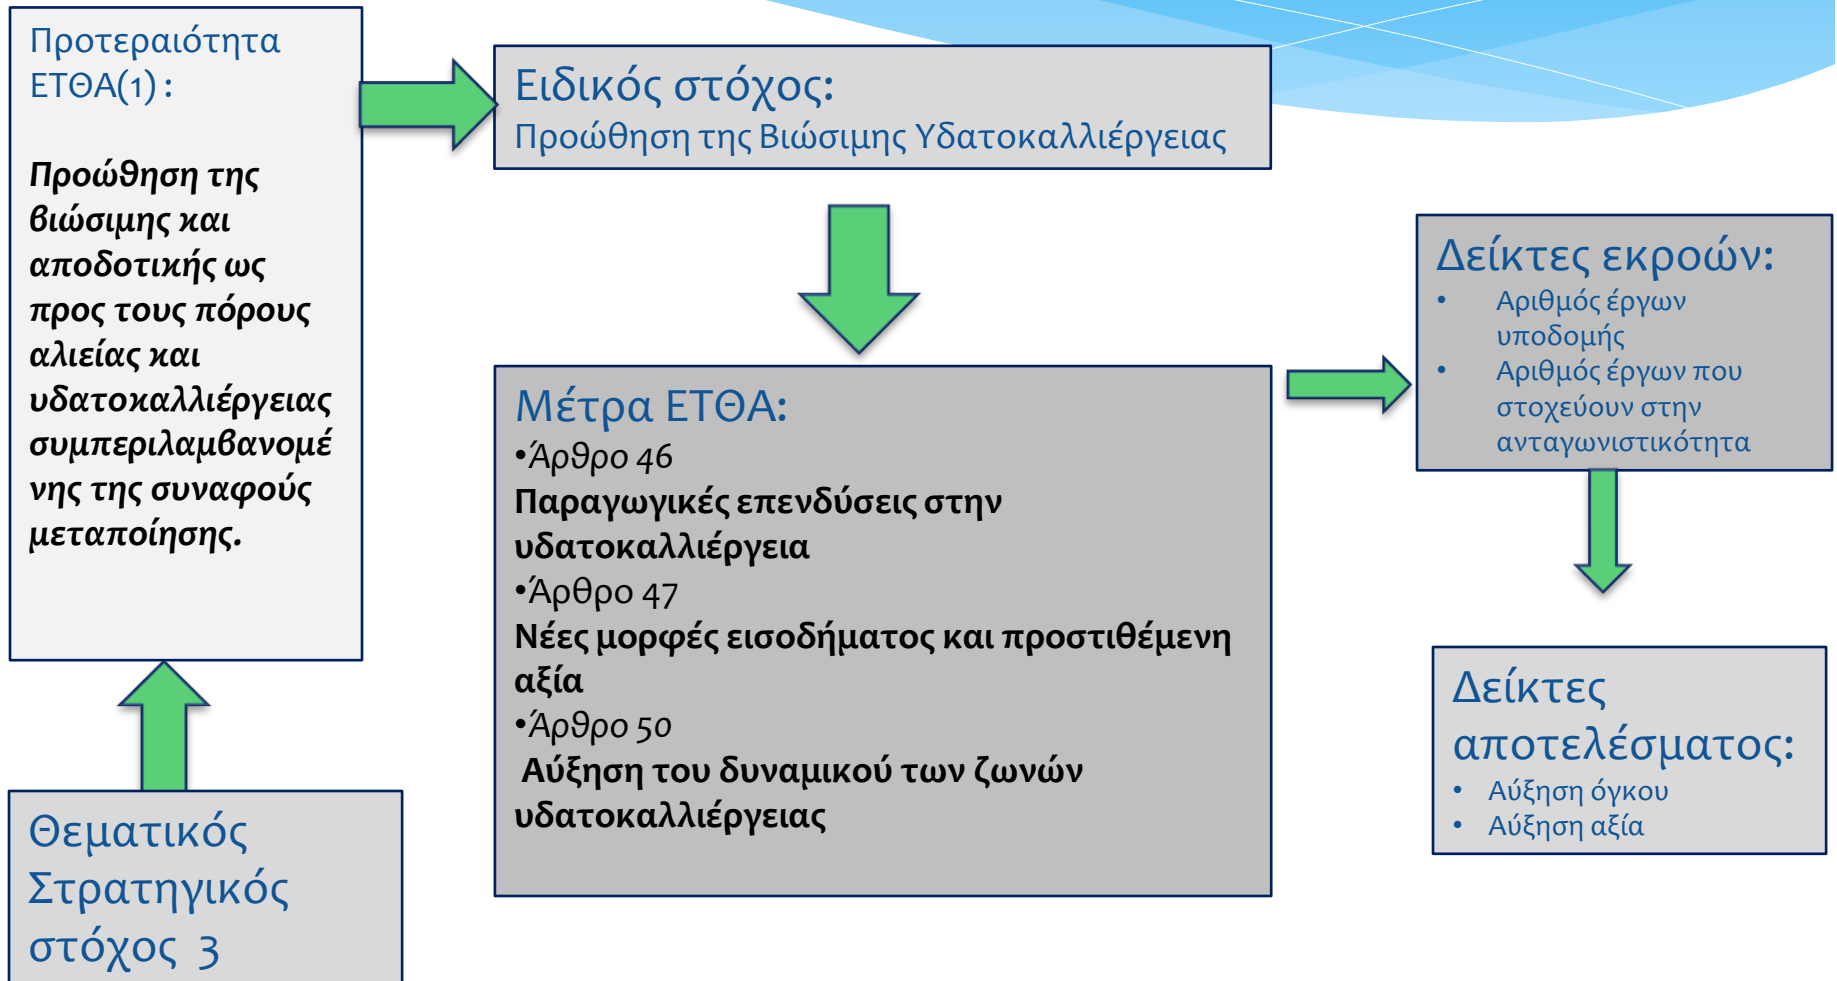 Προτεραιότητα
ΕΤΘΑ(1) :
Προώθηση της
βιώσιμης και
αποδοτικής ως
προς τους πόρους
αλιείας και
υδατοκαλλιέργειας
συμπεριλαμβανομέ
νης της συναφούς
μεταποίησης.
Θεματικός
Στρατηγικός
στόχος 3
Ειδικός στόχος:
Προώθηση της Βιώσιμης Υδατοκαλλιέργειας
Μέτρα ΕΤΘΑ:
•Άρθρο 46
Παραγωγικές επενδύσεις στην
υδατοκαλλιέργεια
•Άρθρο 47
Νέες μορφές εισοδήματος και προστιθέμενη
αξία
•Άρθρο 50
Αύξηση του δυναμικού των ζωνών
υδατοκαλλιέργειας
Δείκτες εκροών:
• Αριθμός έργων
υποδομής
• Αριθμός έργων που
στοχεύουν στην
ανταγωνιστικότητα
Δείκτες
αποτελέσματος:
• Αύξηση όγκου
• Αύξηση αξία